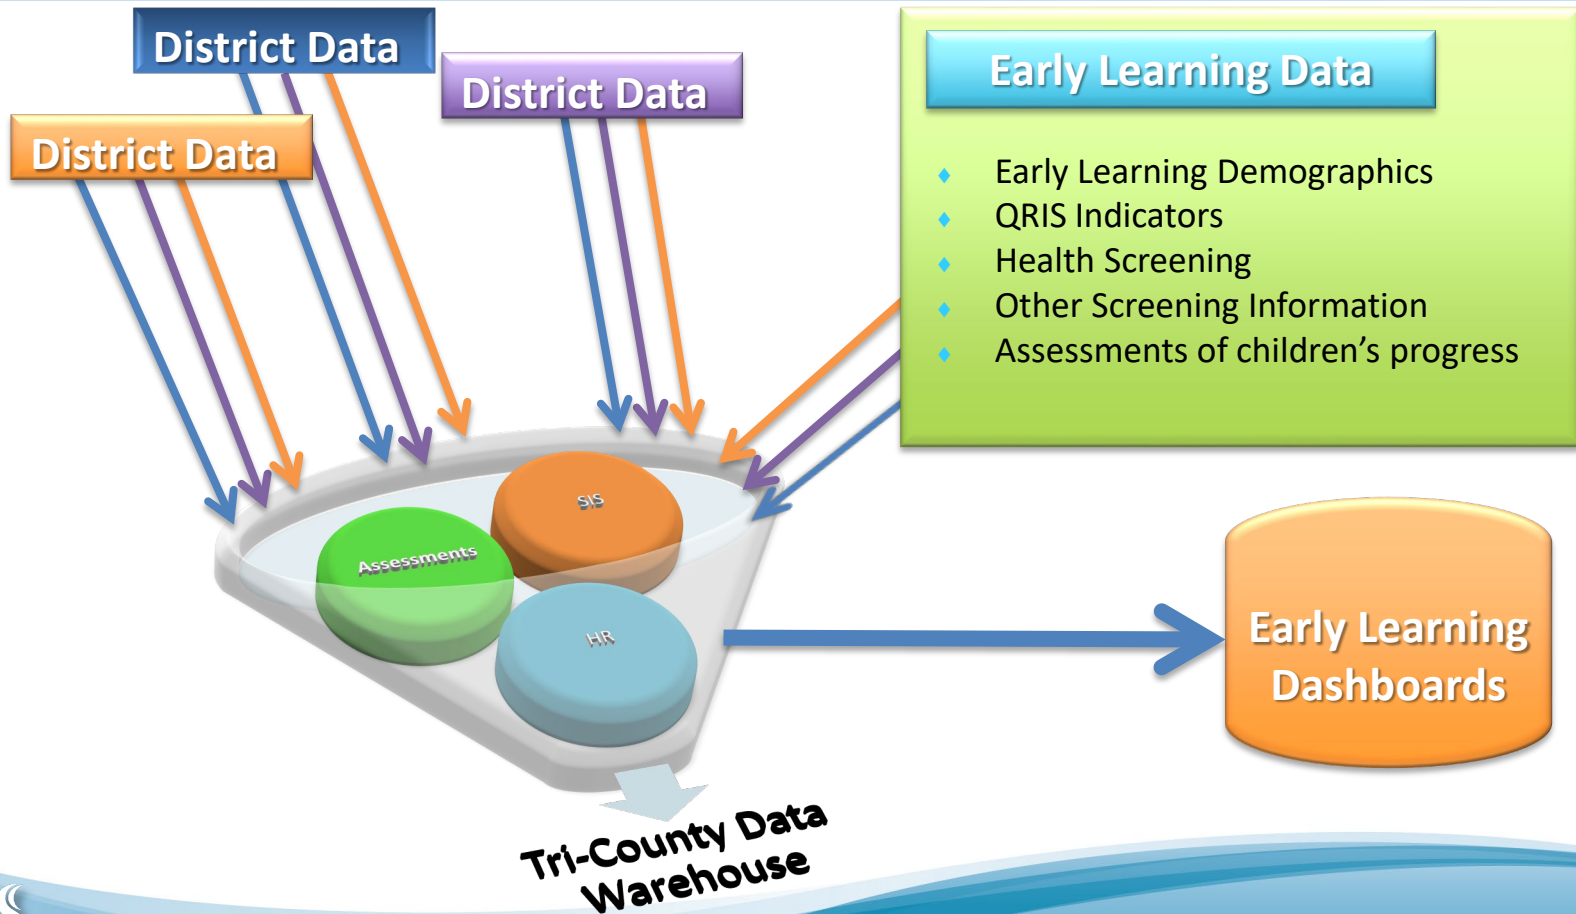 District Data
District Data
District Data
Early Learning Data
Early Learning Demographics
QRIS Indicators
Health Screening
Other Screening Information
Assessments of children’s progress
SIS
Assessments
HR
Early Learning
Dashboards
Tri-County Data
Warehouse